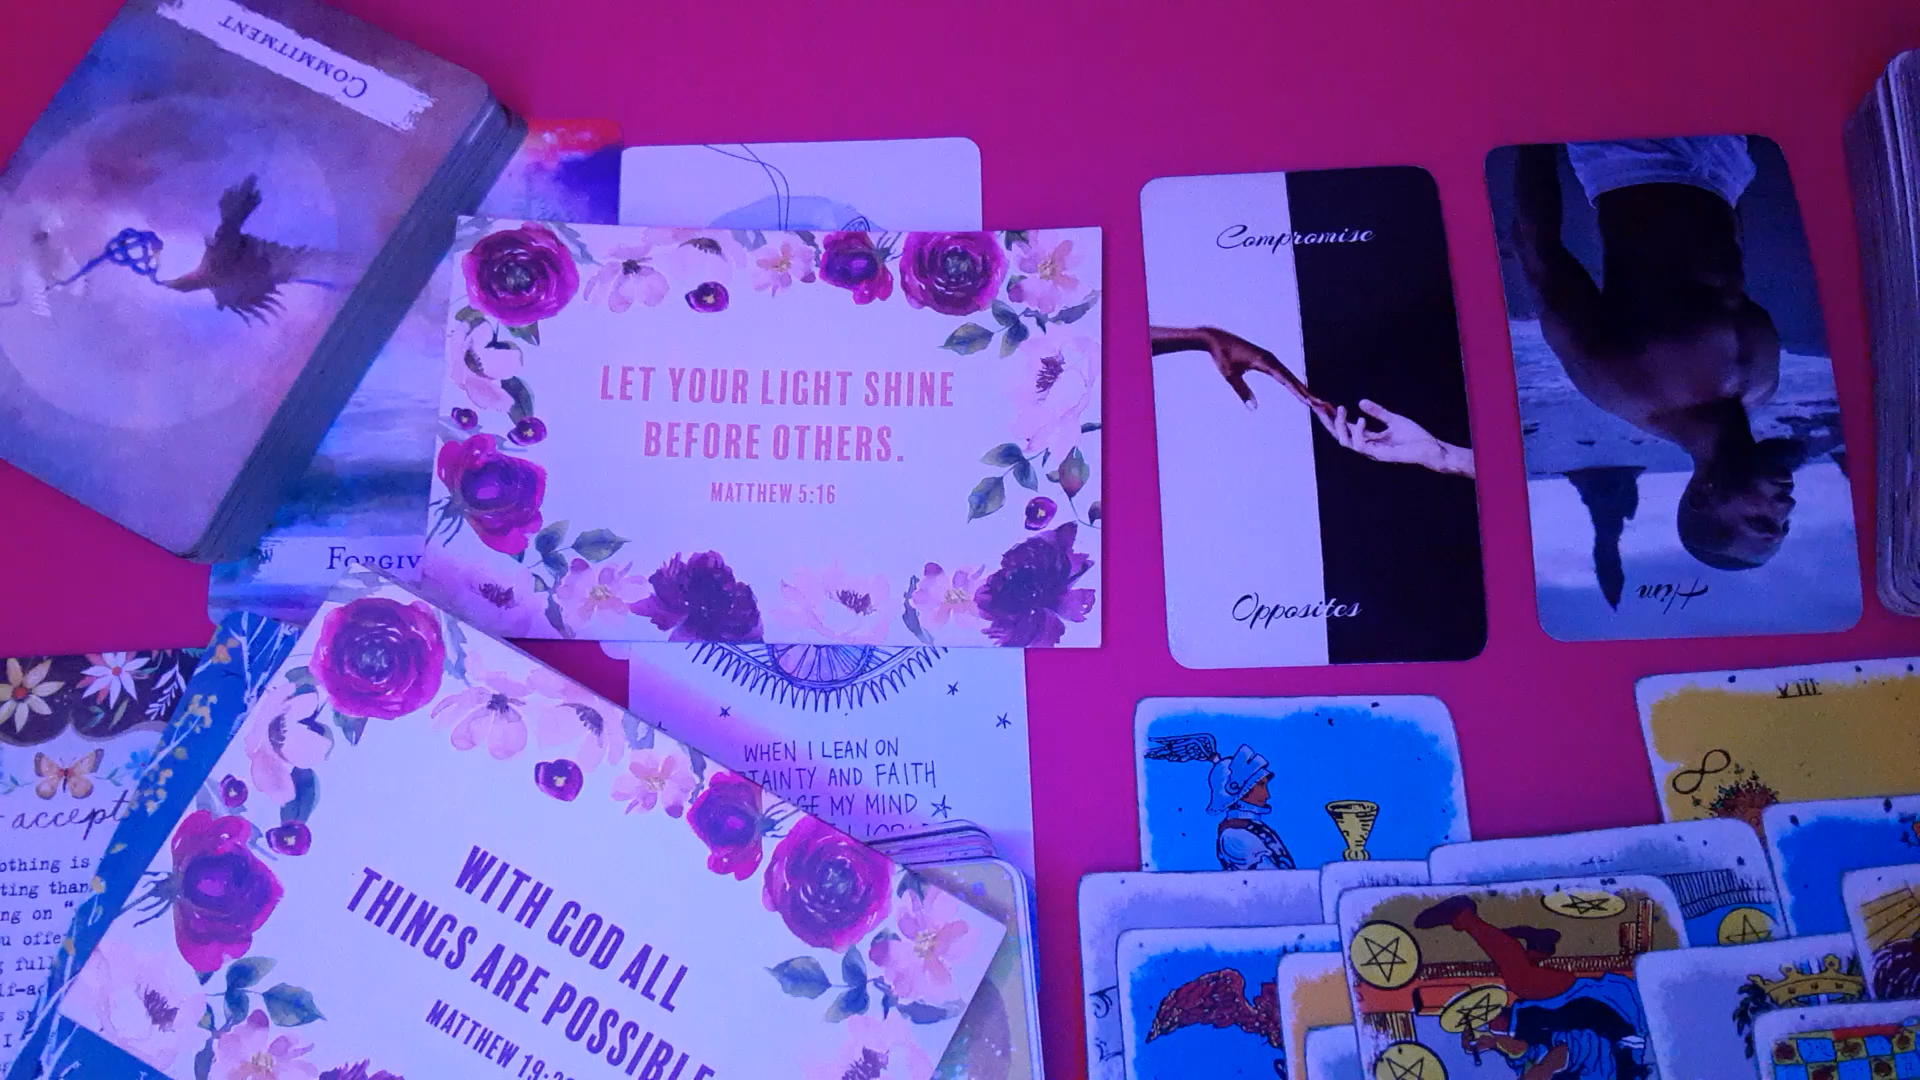 COMMITMENT
LET YOUR LIGHT SHINE
BEFORE OTHERS.
MATTHEW 5:16
Compromise
Opposites
Him
FORGIV
WHEN I LEAN ON
TAINTY AND FAITH
GE MY MIND
accept
othing is
ting than
ng on "
u offe
full
lf-a
I
WITH GOD ALL
THINGS ARE POSSIBLE
MATTHEW 19:2
VIII